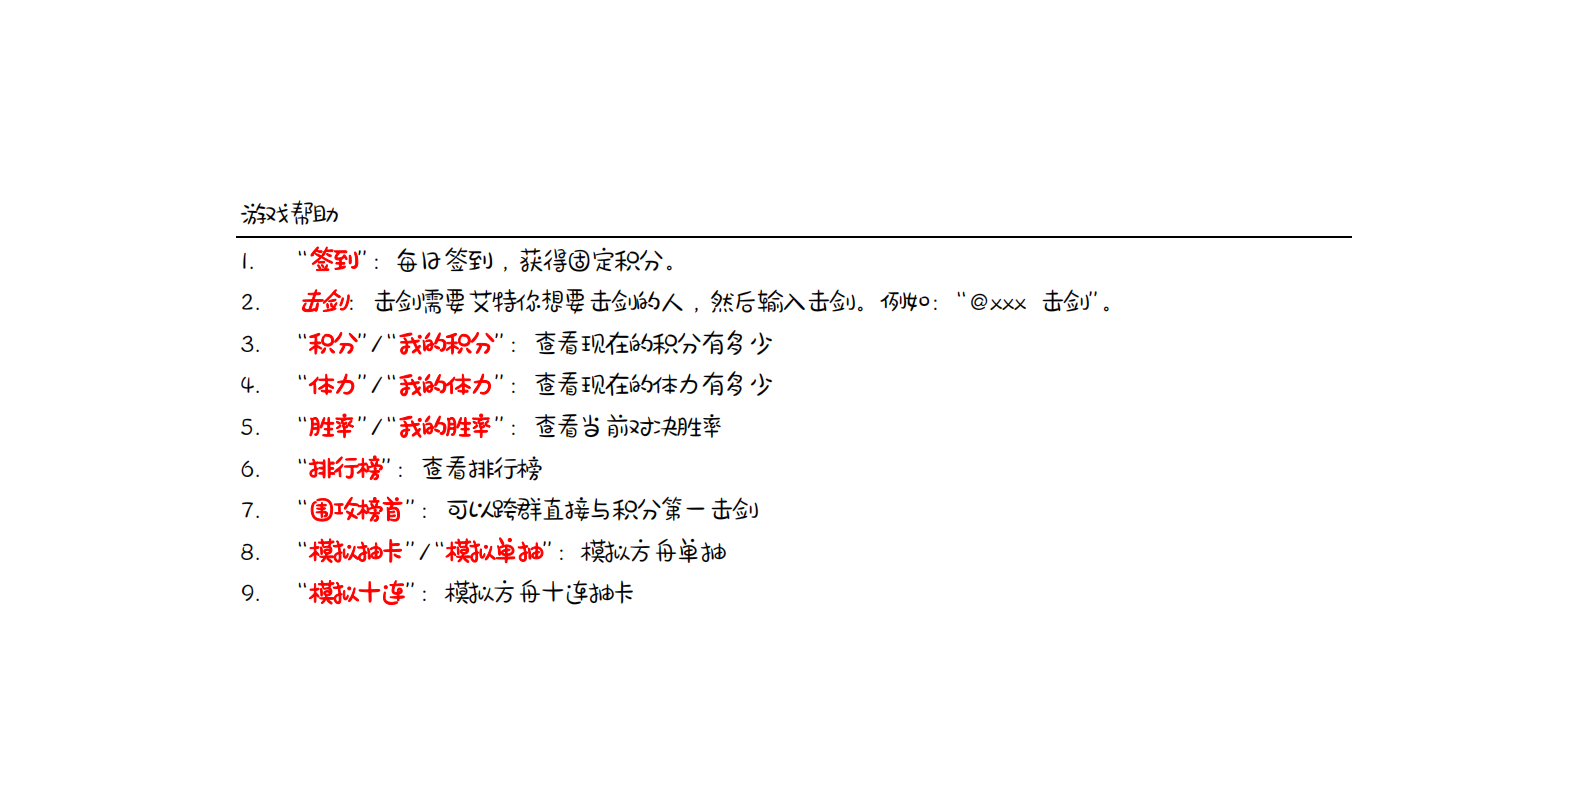 游戏帮助
1. “签到”：每日签到，获得固定积分。
2. 击剑：击剑需要艾特你想要击剑的人，然后输入击剑。例如：“@xxx 击剑”。
3. “积分”/“我的积分”：查看现在的积分有多少
4. “体力”/“我的体力”：查看现在的体力有多少
5. “胜率”/“我的胜率”：查看当前对决胜率
6. “排行榜”：查看排行榜
7. “围攻榜首”：可以跨群直接与积分第一击剑
8. “模拟抽卡”/“模拟单抽”：模拟方舟单抽
9. “模拟十连”：模拟方舟十连抽卡